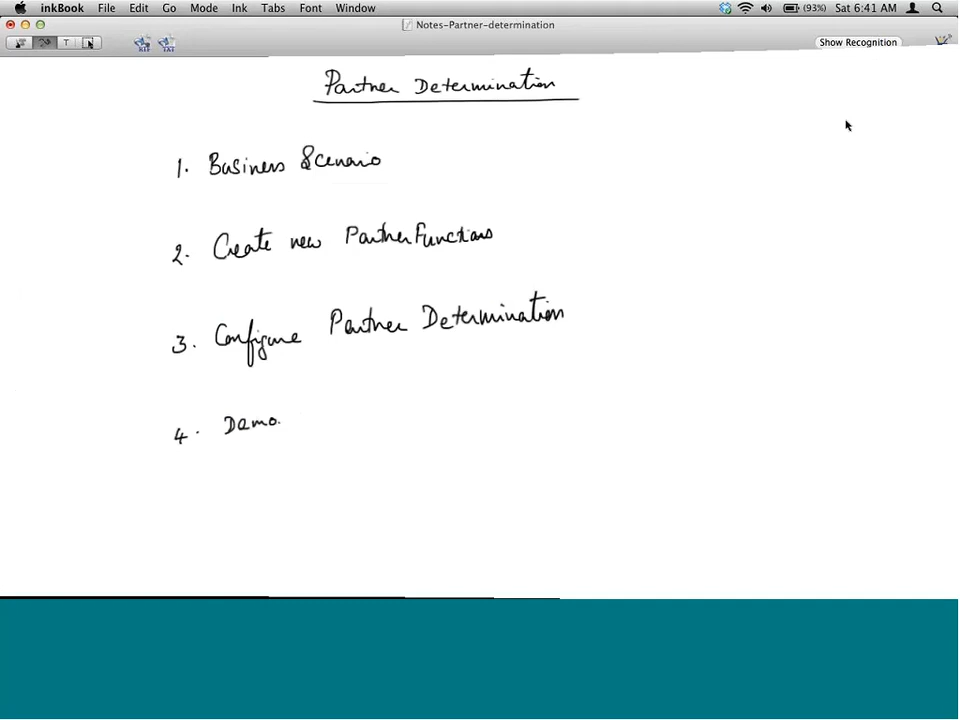 inkBook File Edit Go Mode Ink Tabs Font Window (93%) Sat 6:41 AM
Notes-Partner-determination
T Show Recognition
Partner Determination
1. Business Scenario
2. Create new Partner Functions
3. Configure Partner Determination
4. Demo.